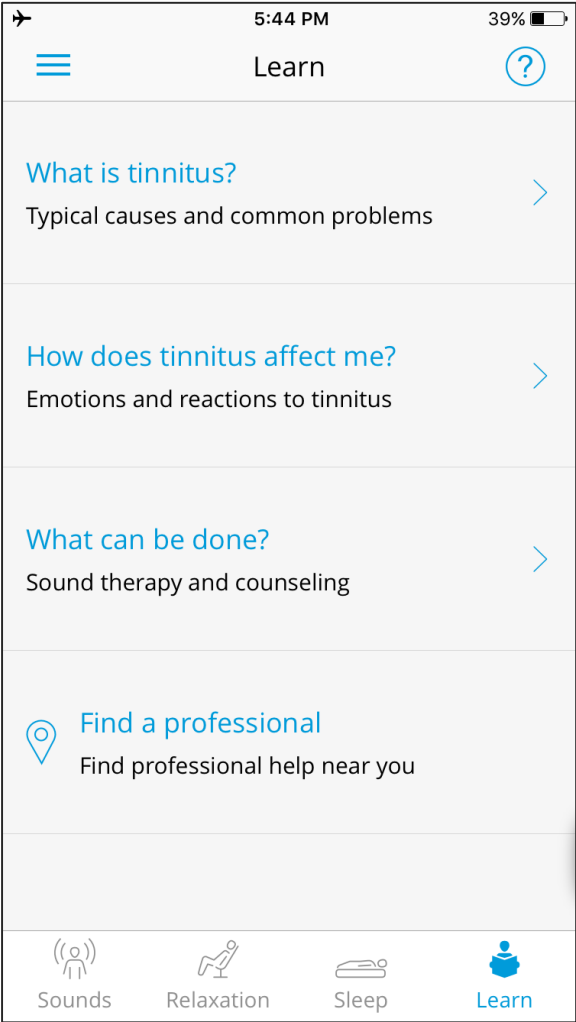 5:44 PM 39%
Learn
?
What is tinnitus?
Typical causes and common problems
How does tinnitus affect me?
Emotions and reactions to tinnitus
What can be done?
Sound therapy and counseling
Find a professional
Find professional help near you
Sounds Relaxation Sleep Learn